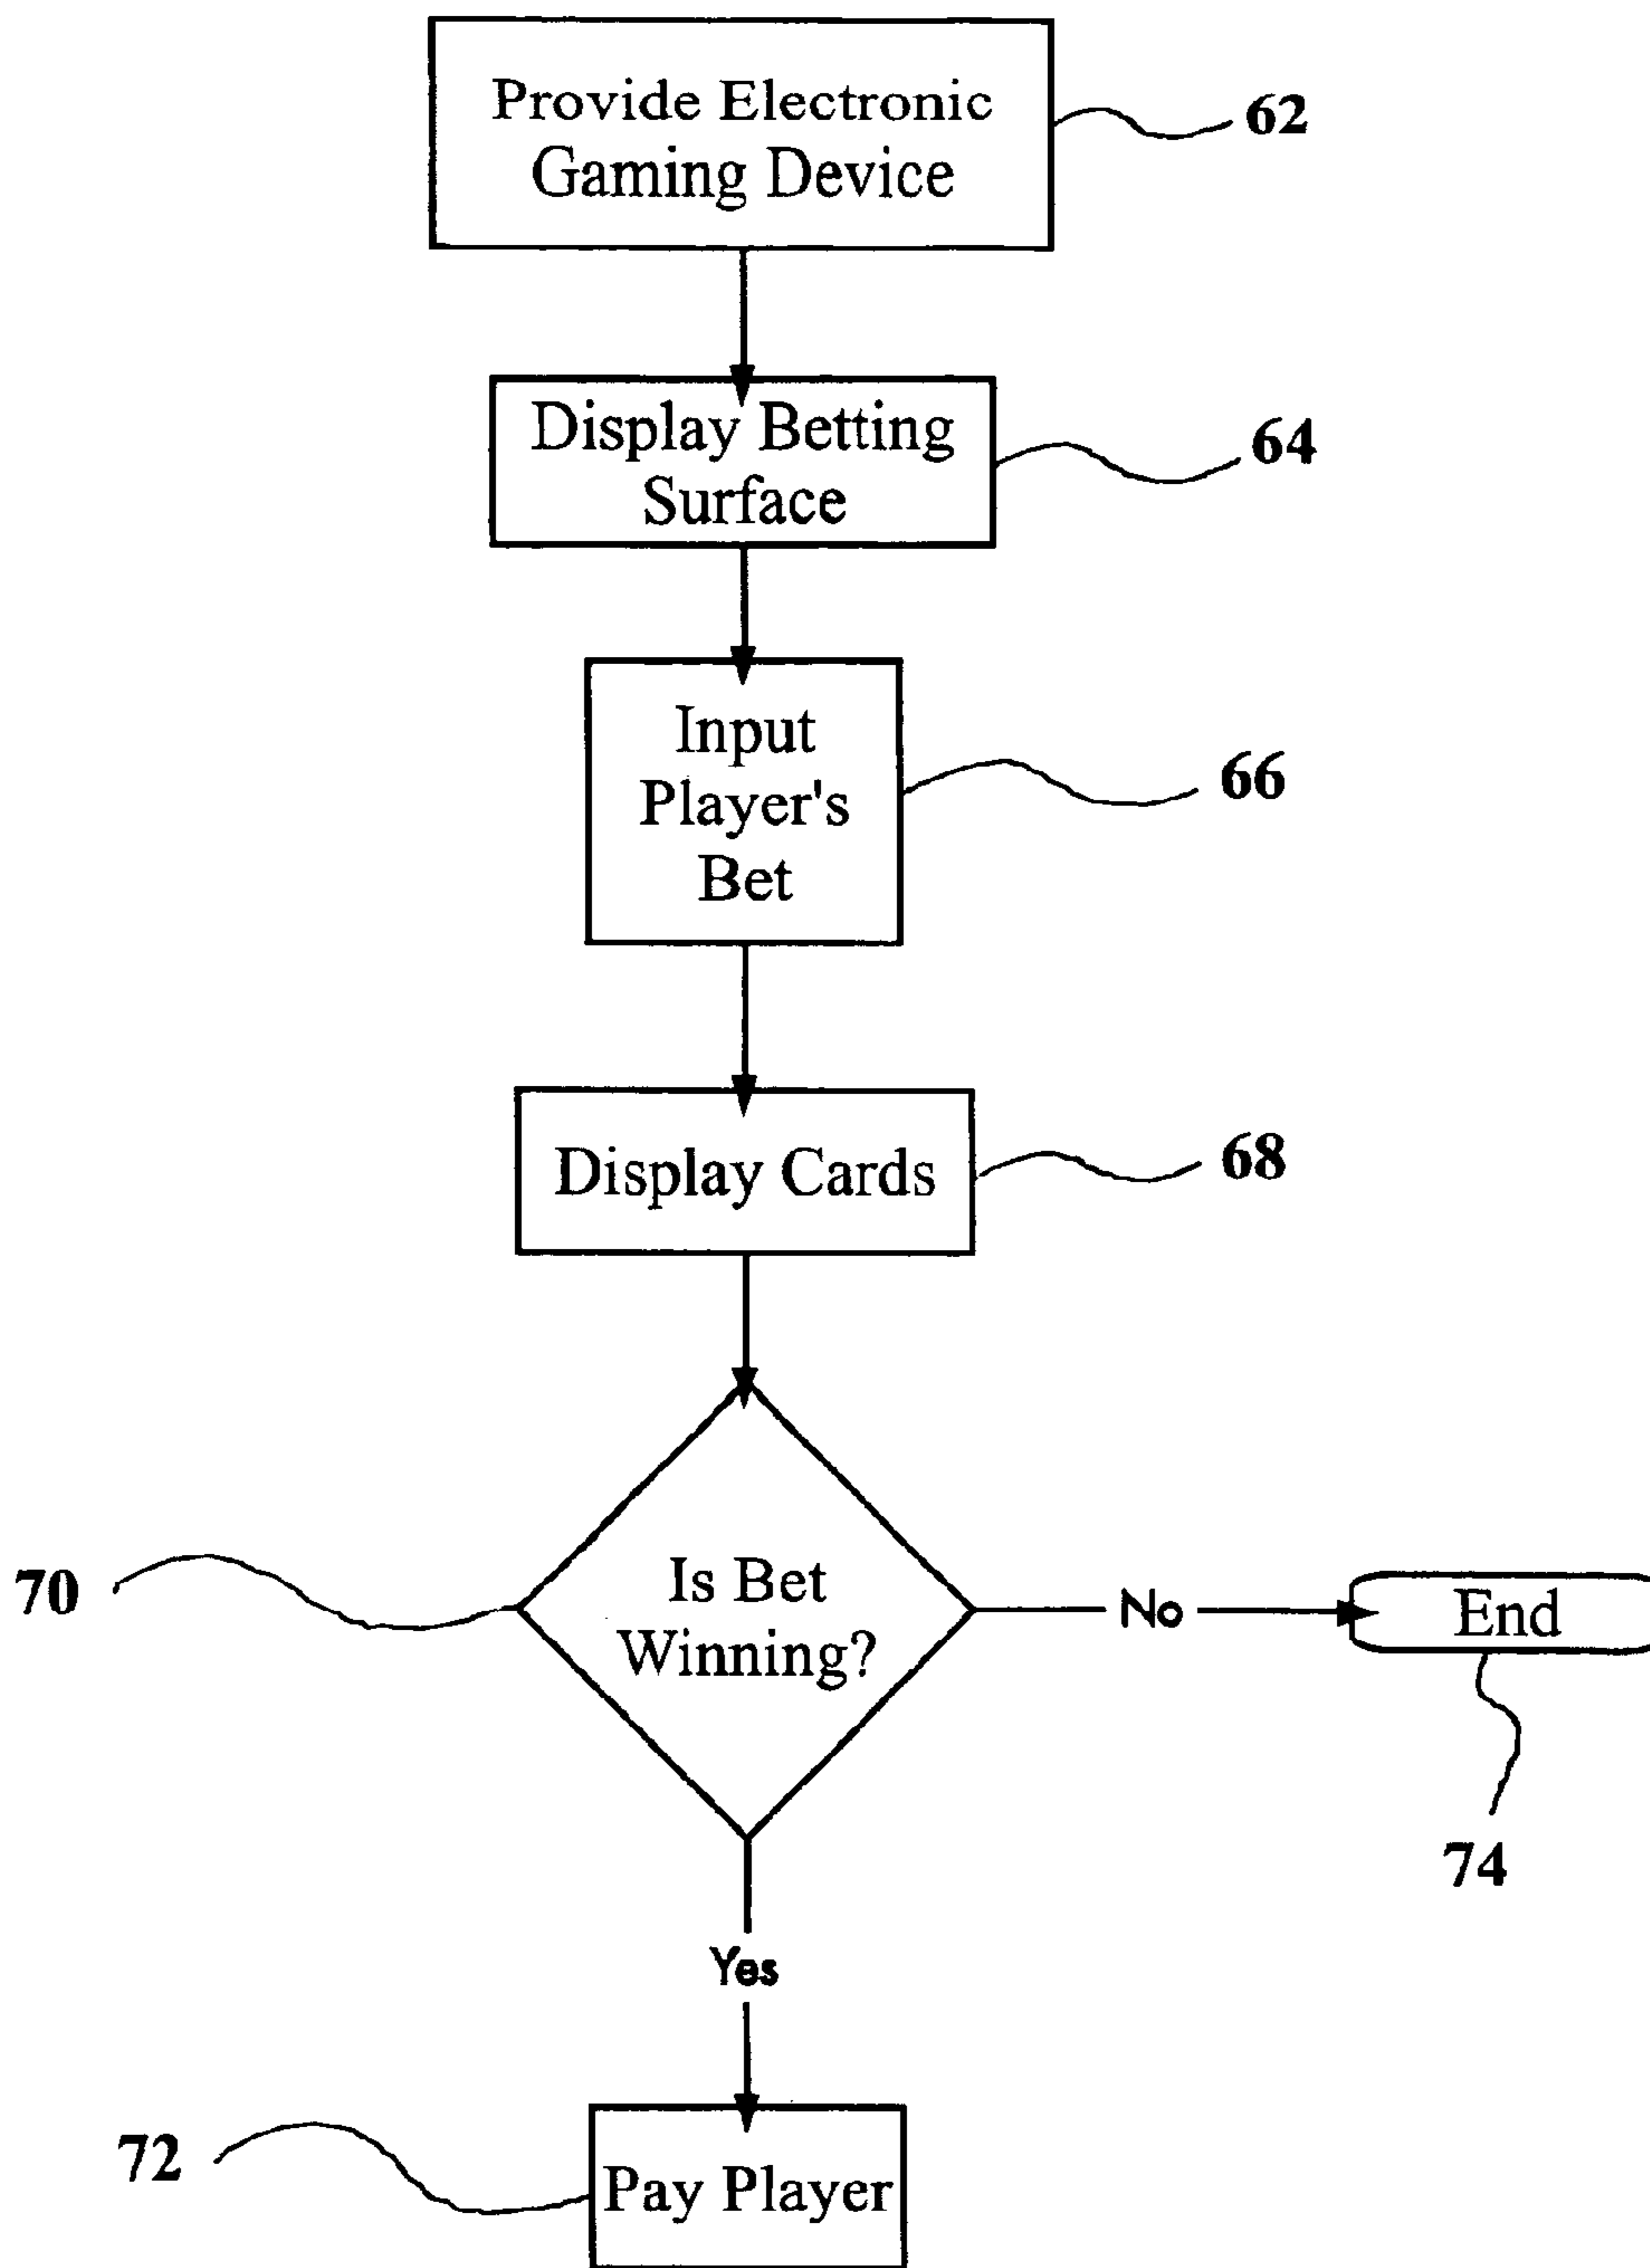 Provide Electronic
Gaming Device
62
Display Betting
Surface
64
Input
Player's
Bet
66
Display Cards
68
70
Is Bet
Winning?
No
End
74
Yes
72
Pay Player